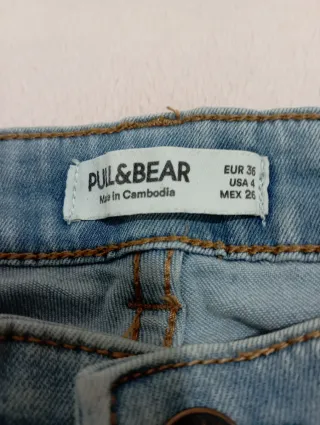 PULL&BEAR
Made in Cambodia
EUR 36
USA 4
MEX 26